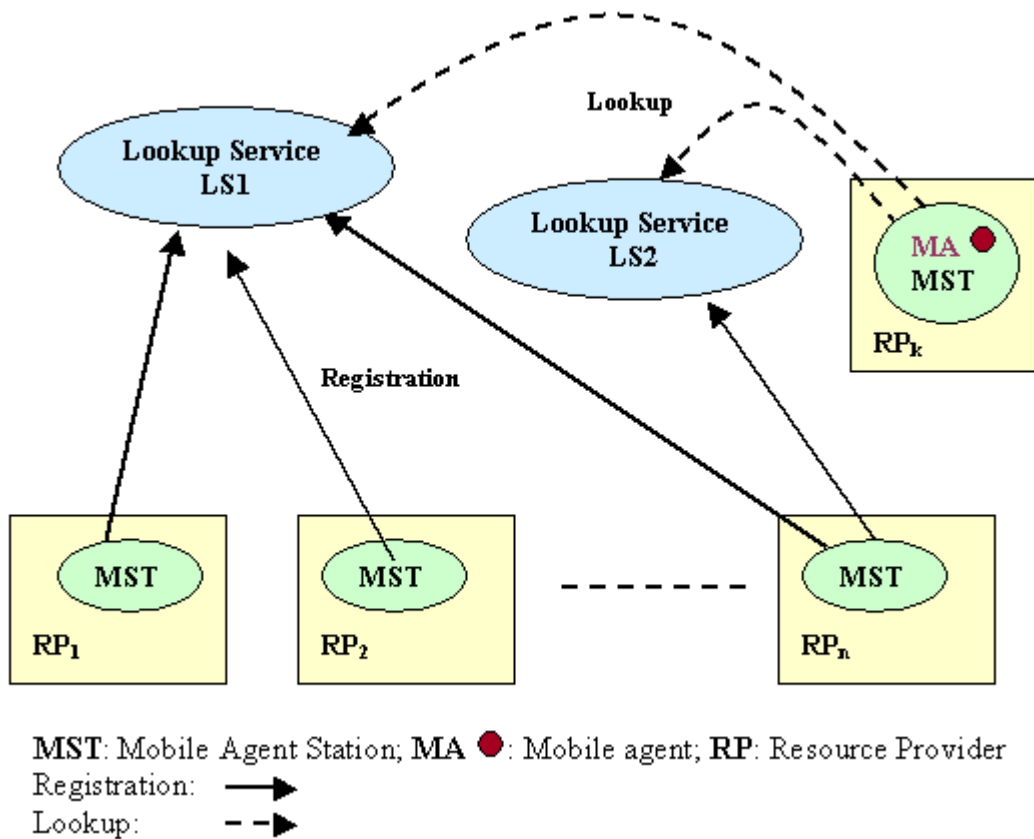 Lookup
Lookup Service
LS1
Lookup Service
LS2
MA
MST
RPk
Registration
MST
RP1
MST
RP2
MST
RPn
MST: Mobile Agent Station; MA : Mobile agent; RP: Resource Provider
Registration:
Lookup: